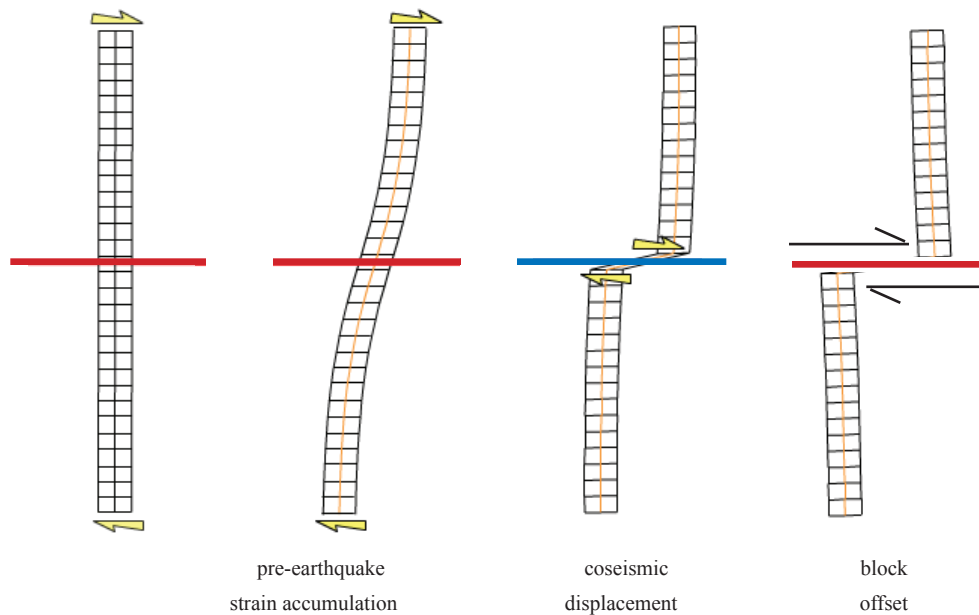 pre-earthquake
strain accumulation
coseismic
displacement
block
offset